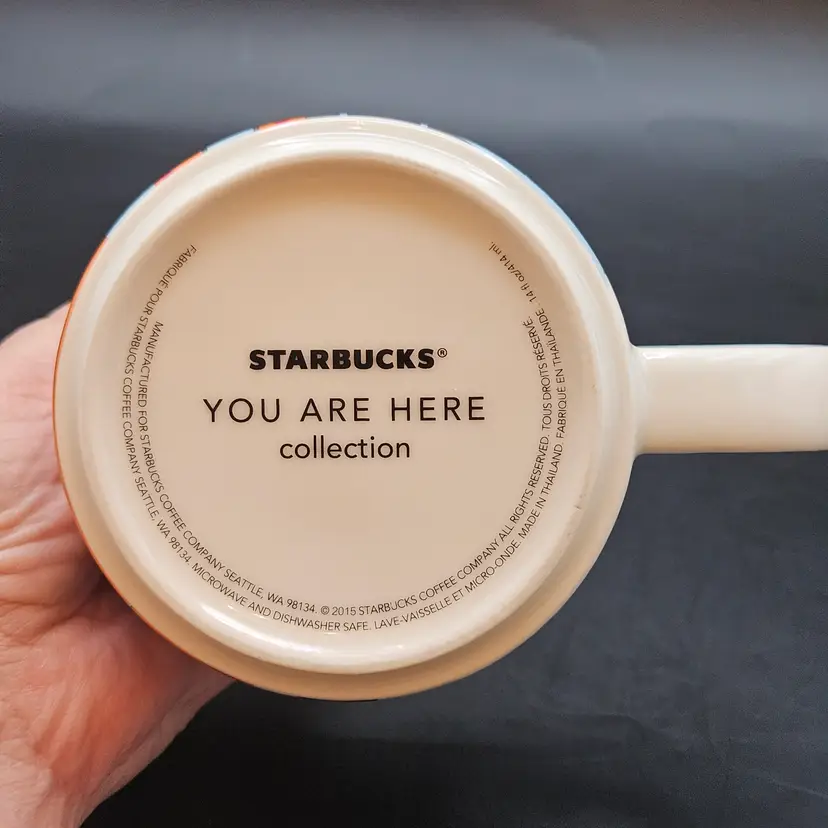 STARBUCKS®
YOU ARE HERE
collection
MANUFACTURED FOR STARBUCKS COFFEE COMPANY SEATTLE, WA 98134. © 2015 STARBUCKS COFFEE COMPANY ALL RIGHTS RESERVED. TOUS DROITS RESERVÉ. 14 fl oz/414 ml.
FABRIQUÉ POUR STARBUCKS COFFEE COMPANY SEATTLE, WA 98134. MICROWAVE AND DISHWASHER SAFE. LAVE-VAISSELLE ET MICRO-ONDE. MADE IN THAILAND. FABRIQUÉ EN THAÏLANDE.